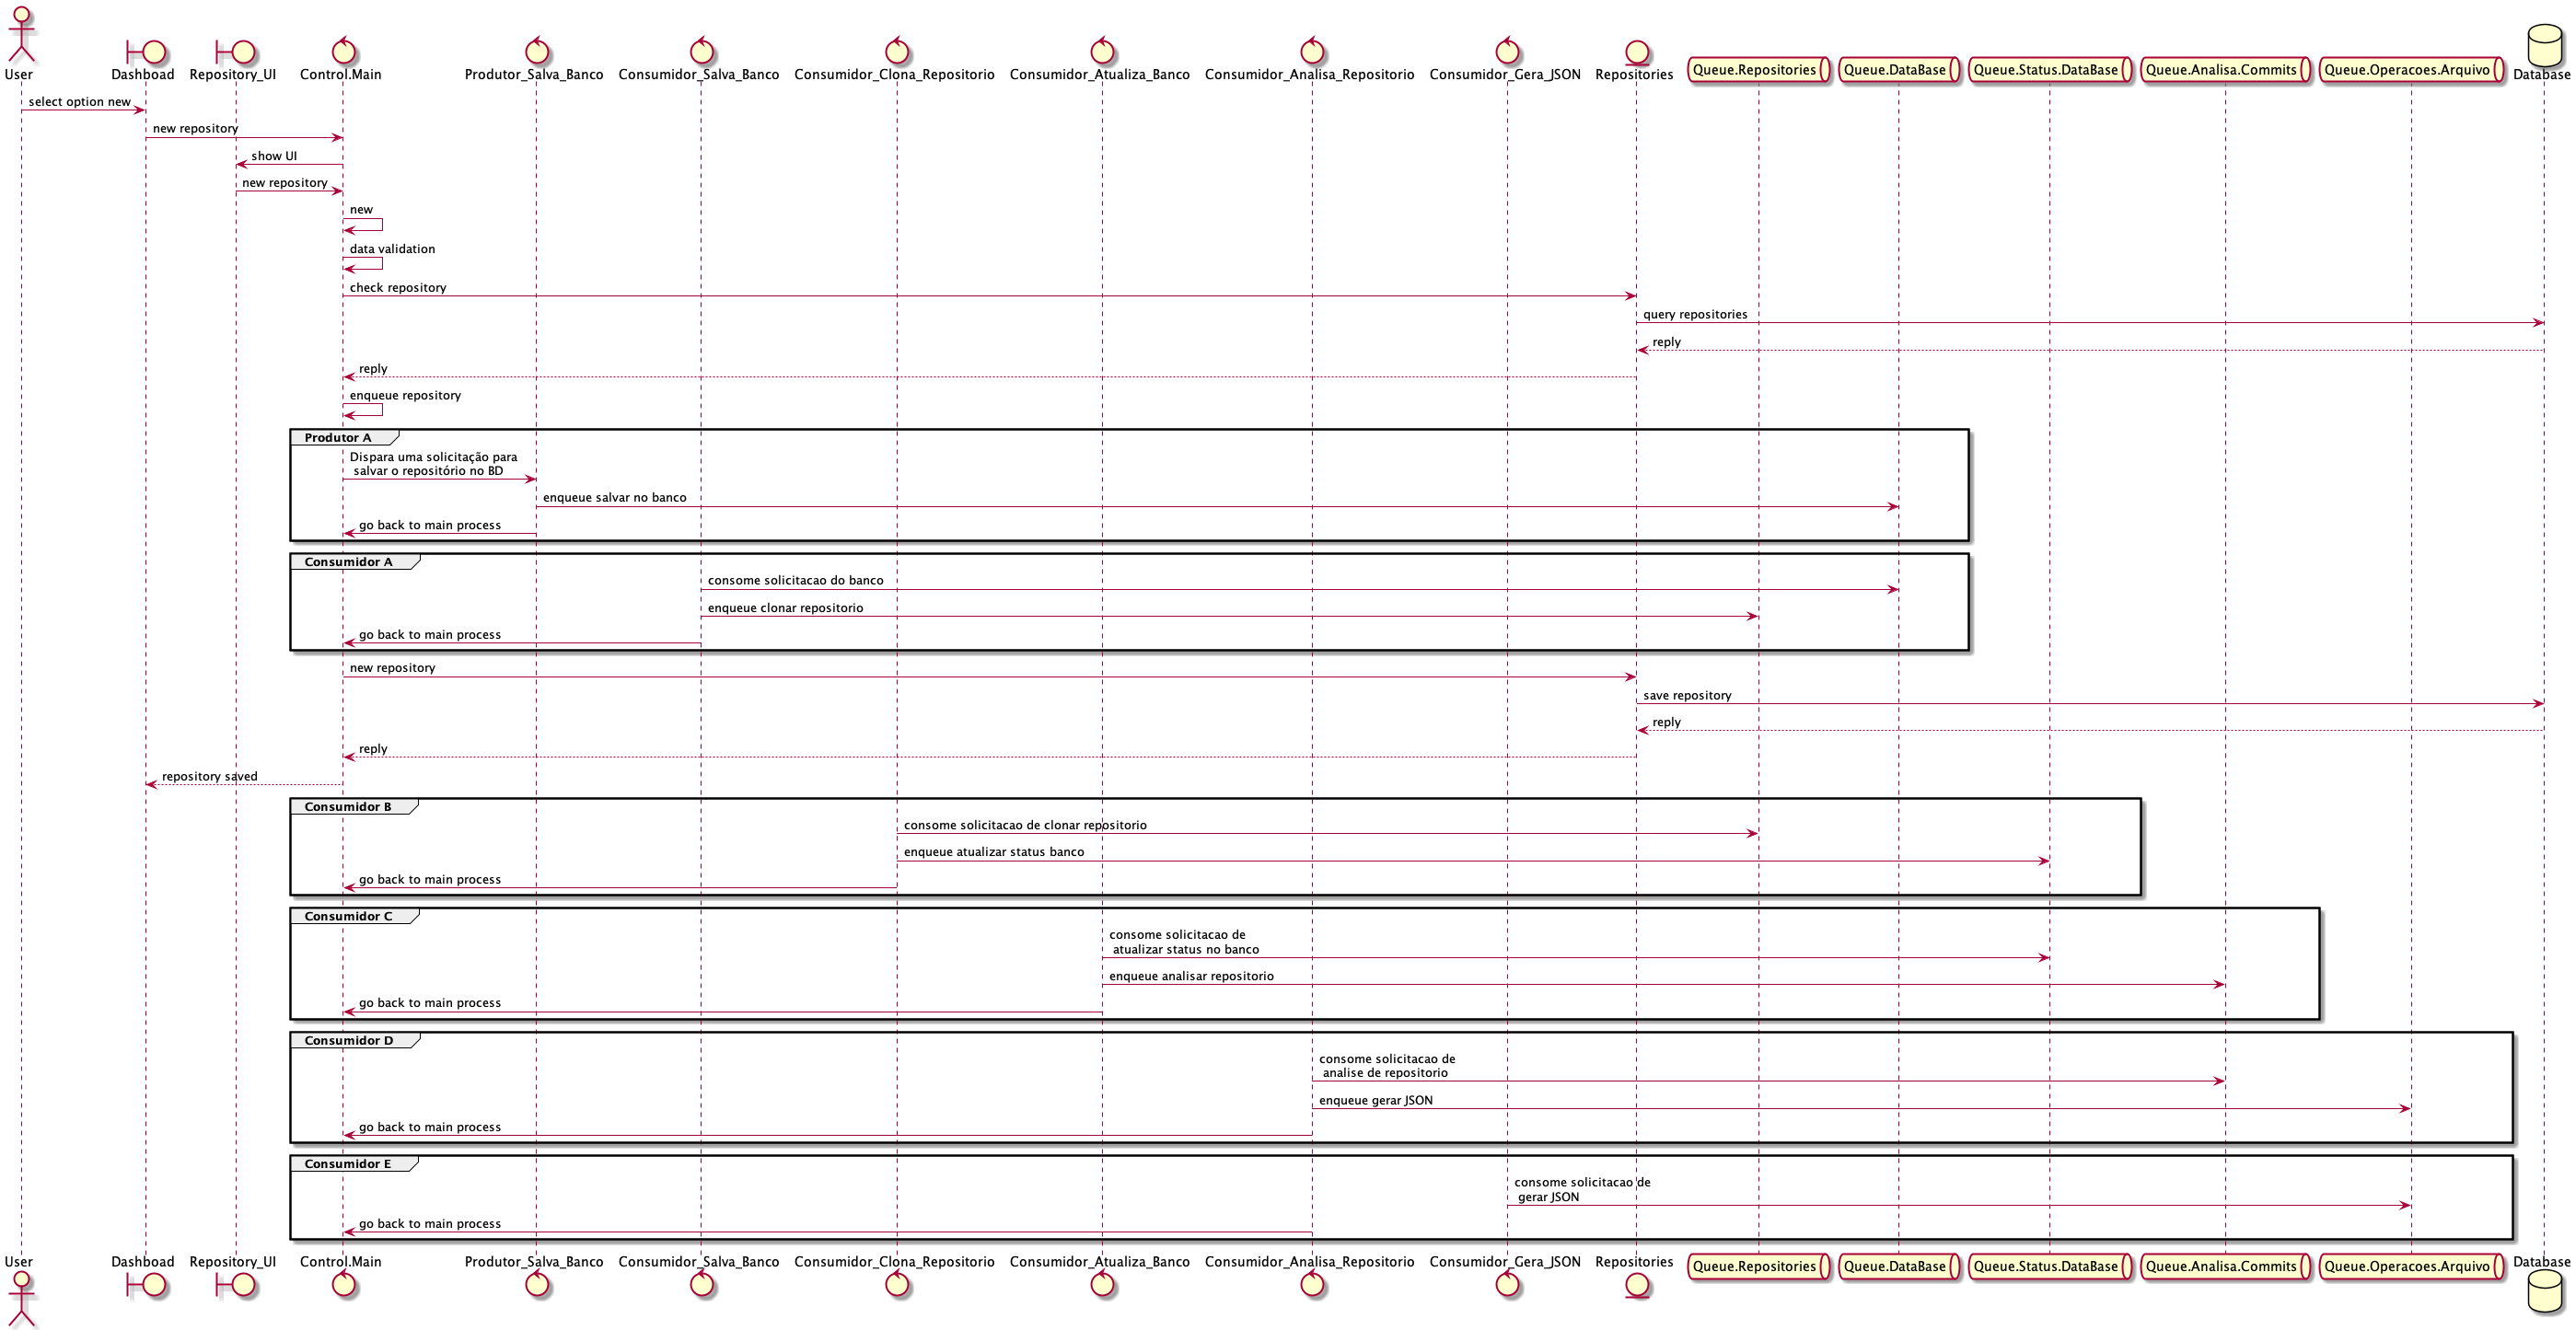 User
Dashboad
Repository_UI
Control.Main
Produtor_Salva_Banco
Consumidor_Salva_Banco
Consumidor_Clona_Repositorio
Consumidor_Atualiza_Banco
Consumidor_Analisa_Repositorio
Consumidor_Gera_JSON
Repositories
Queue.Repositories
Queue.DataBase
Queue.Status.DataBase
Queue.Analisa.Commits
Queue.Operacoes.Arquivo
Database
select option new
new repository
show UI
new repository
new
data validation
check repository
query repositories
reply
reply
enqueue repository
Produtor A
Dispara uma solicitação para
salvar o repositório no BD
enqueue salvar no banco
go back to main process
Consumidor A
consome solicitacao do banco
enqueue clonar repositorio
go back to main process
new repository
save repository
reply
reply
repository saved
Consumidor B
consome solicitacao de clonar repositorio
enqueue atualizar status banco
go back to main process
Consumidor C
consome solicitacao de
atualizar status no banco
enqueue analisar repositorio
go back to main process
Consumidor D
consome solicitacao de
analise de repositorio
enqueue gerar JSON
go back to main process
Consumidor E
consome solicitacao de
gerar JSON
go back to main process
User
Dashboad
Repository_UI
Control.Main
Produtor_Salva_Banco
Consumidor_Salva_Banco
Consumidor_Clona_Repositorio
Consumidor_Atualiza_Banco
Consumidor_Analisa_Repositorio
Consumidor_Gera_JSON
Repositories
Queue.Repositories
Queue.DataBase
Queue.Status.DataBase
Queue.Analisa.Commits
Queue.Operacoes.Arquivo
Database